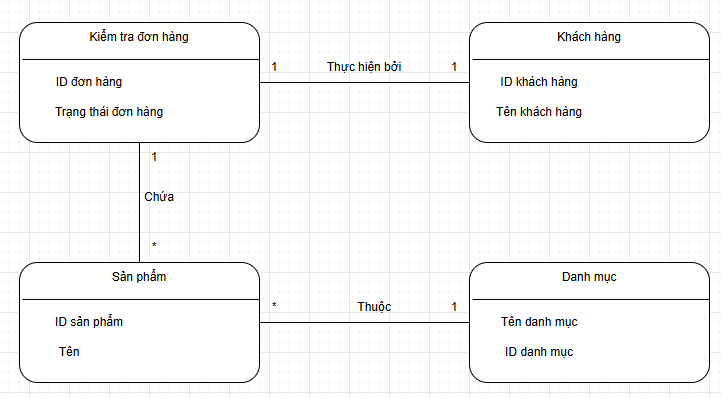 Kiểm tra đơn hàng
ID đơn hàng
Trạng thái đơn hàng
1 Thực hiện bởi 1
Khách hàng
ID khách hàng
Tên khách hàng
1
Chứa
*
Sản phẩm
ID sản phẩm
Tên
* Thuộc 1
Danh mục
Tên danh mục
ID danh mục